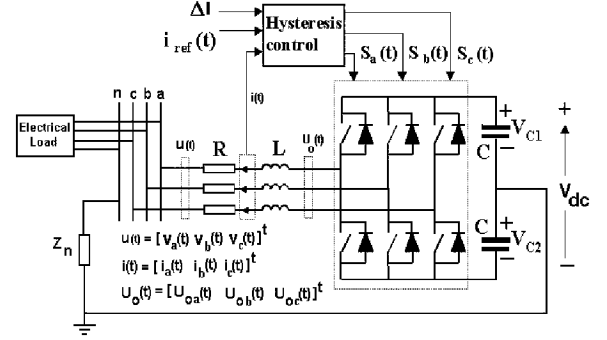 ΔI
i ref(t)
Hysteresis
control
Sa(t) Sb(t) Sc(t)
i(t)
n c b a
Electrical
Load
u(t)
R
L
Uo(t)
+
C
VC1
−
+
Vdc
−
C
+
VC2
−
Zn
u(t) = [ va(t) vb(t) vc(t)]t
i(t) = [ia(t) ib(t) ic(t)]t
Uo(t) = [Uoa(t) Uob(t) Uoc(t)]t